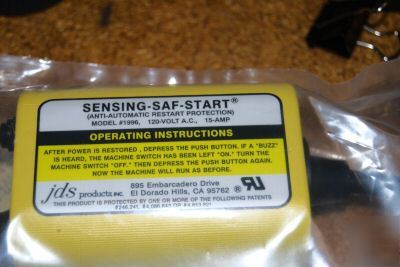 SENSING-SAF-START®
(ANTI-AUTOMATIC RESTART PROTECTION)
MODEL #1996, 120-VOLT A.C., 15-AMP
OPERATING INSTRUCTIONS
AFTER POWER IS RESTORED, DEPRESS THE PUSH BUTTON. IF A "BUZZ"
IS HEARD, THE MACHINE SWITCH HAS BEEN LEFT "ON." TURN THE
MACHINE SWITCH "OFF." THEN DEPRESS THE PUSH BUTTON AGAIN.
NOW THE MACHINE WILL RUN AS BEFORE.
jds products, inc.
895 Embarcadero Drive
El Dorado Hills, CA 95762
THIS PRODUCT IS PROTECTED BY ONE OR MORE OF THE FOLLOWING PATENTS